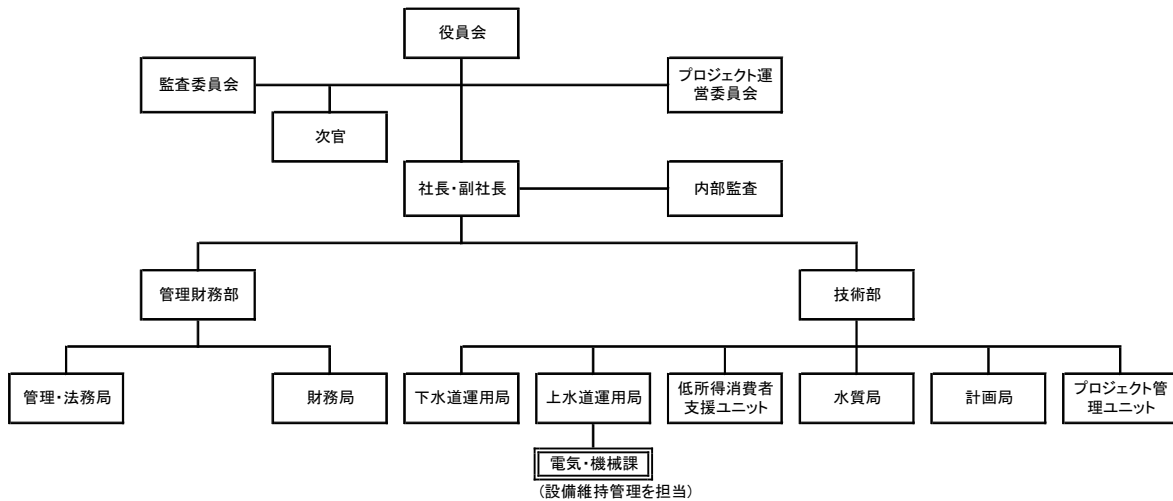 役員会
監査委員会
プロジェクト運
営委員会
次官
社長・副社長
内部監査
管理財務部
技術部
管理・法務局
財務局
下水道運用局
上水道運用局
低所得消費者
支援ユニット
水質局
計画局
プロジェクト管
理ユニット
電気・機械課
(設備維持管理を担当)